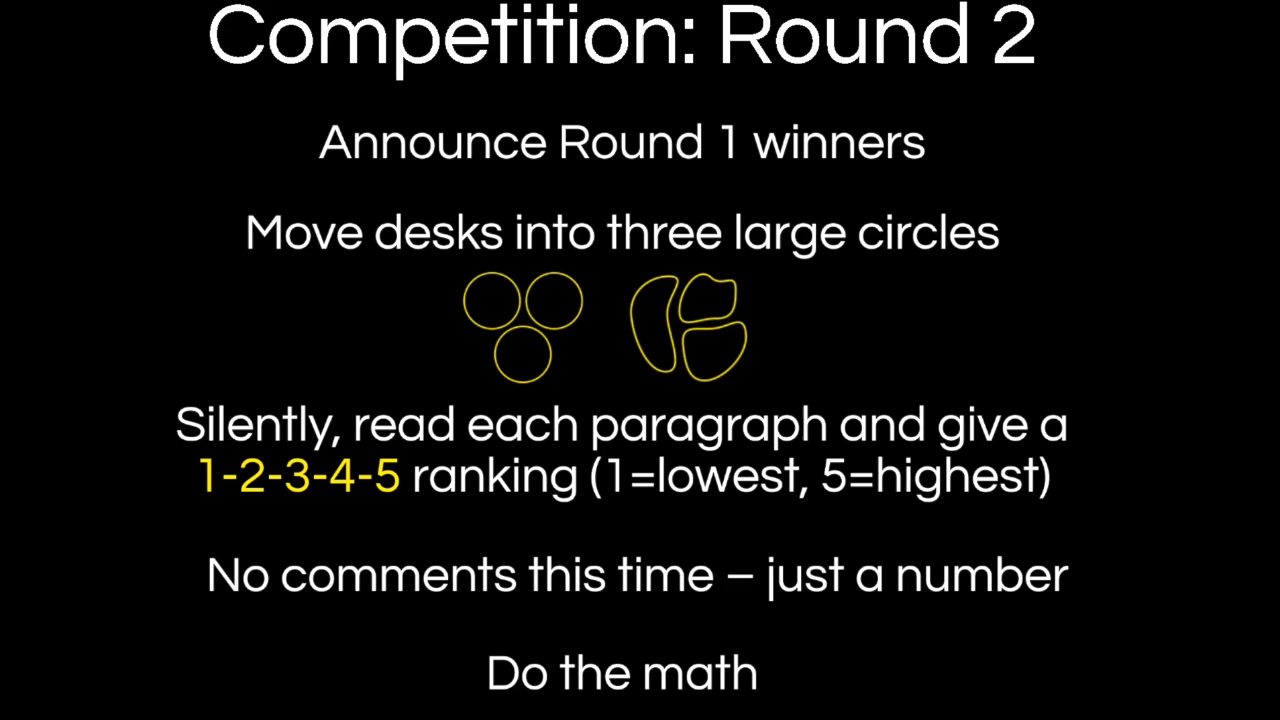 Competition: Round 2
Announce Round 1 winners
Move desks into three large circles
Silently, read each paragraph and give a
1-2-3-4-5 ranking (1=lowest, 5=highest)
No comments this time – just a number
Do the math